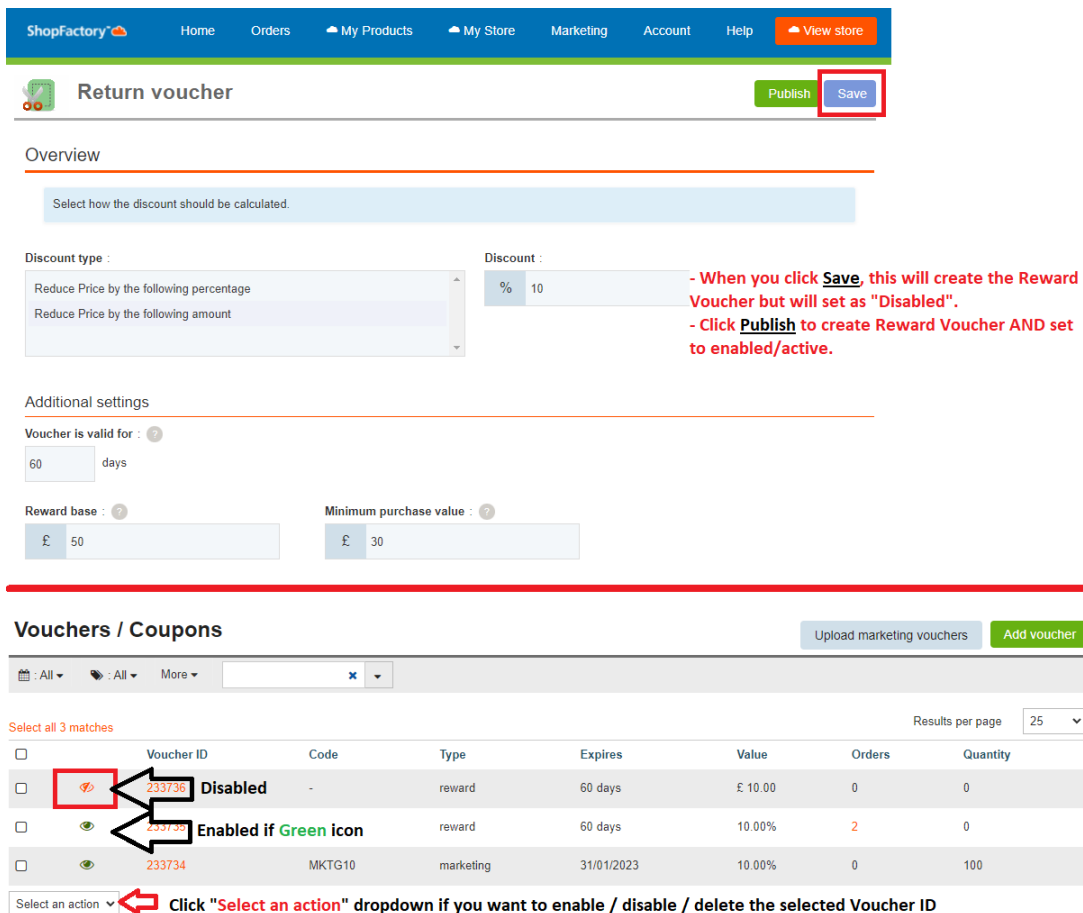 ShopFactory Home Orders My Products My Store Marketing Account Help View store
Return voucher Publish Save
Overview
Select how the discount should be calculated.
Discount type : Discount :
Reduce Price by the following percentage % 10
Reduce Price by the following amount
- When you click Save, this will create the Reward
Voucher but will set as "Disabled".
- Click Publish to create Reward Voucher AND set
to enabled/active.
Additional settings
Voucher is valid for : ?
60 days
Reward base : ? Minimum purchase value : ?
£ 50 £ 30
Vouchers / Coupons Upload marketing vouchers Add voucher
: All : All More
Select all 3 matches Results per page 25
Voucher ID Code Type Expires Value Orders Quantity
233736 Disabled - reward 60 days £ 10.00 0 0
233735 Enabled if Green icon reward 60 days 10.00% 2 0
233734 MKTG10 marketing 31/01/2023 10.00% 0 100
Select an action Click "Select an action" dropdown if you want to enable / disable / delete the selected Voucher ID